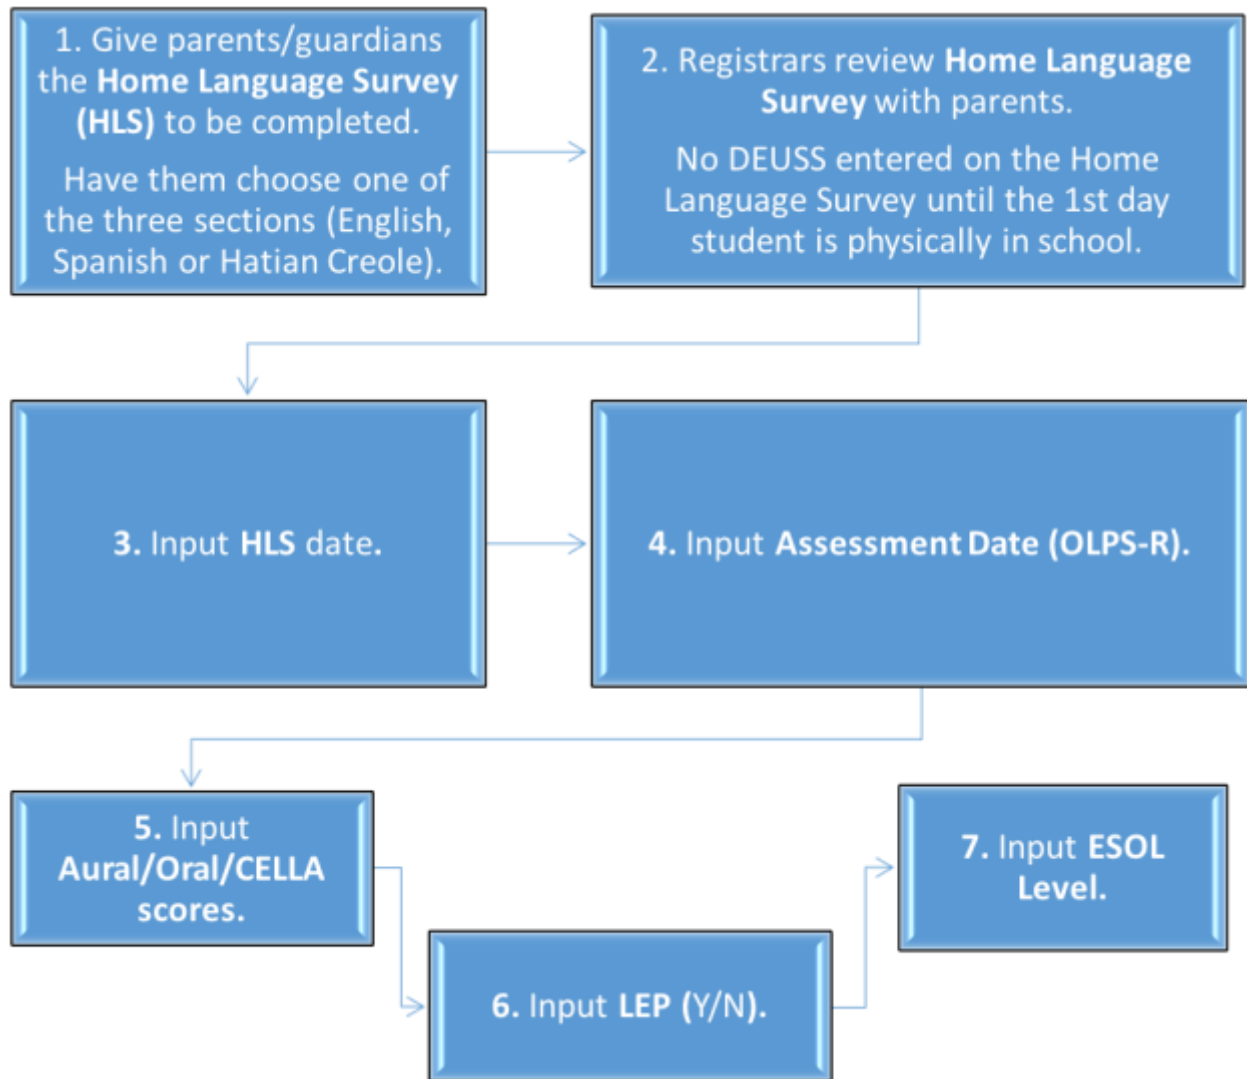 1. Give parents/guardians
the Home Language Survey
(HLS) to be completed.
Have them choose one of
the three sections (English,
Spanish or Hatian Creole).
2. Registrars review Home Language
Survey with parents.
No DEUSS entered on the Home
Language Survey until the 1st day
student is physically in school.
3. Input HLS date.
4. Input Assessment Date (OLPS-R).
5. Input
Aural/Oral/CELLA
scores.
6. Input LEP (Y/N).
7. Input ESOL
Level.